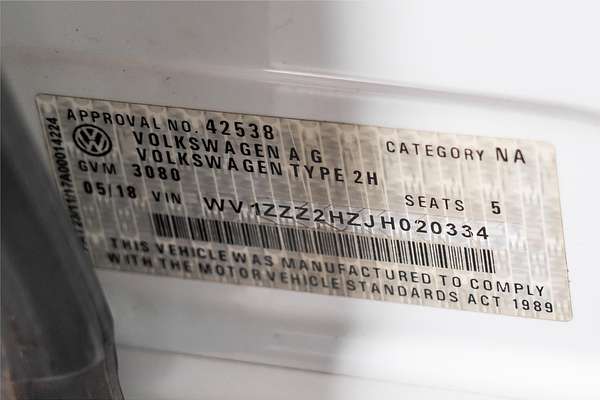 APPROVAL NO. 42538
VOLKSWAGEN A G CATEGORY NA
VOLKSWAGEN TYPE 2H
GVM 3080
05/18 VIN SEATS 5
WV1ZZZ2HZJH020334
THIS VEHICLE WAS MANUFACTURED TO COMPLY
WITH THE MOTOR VEHICLE STANDARDS ACT 1989